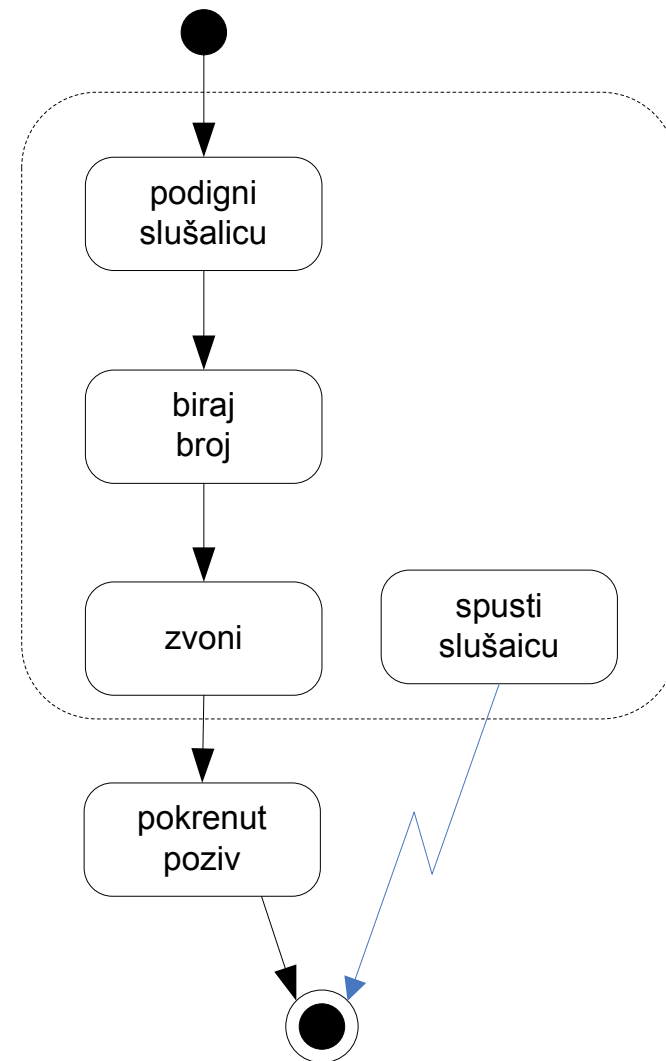 podigni
slušalicu
biraj
broj
zvoni
spusti
slušaicu
pokrenut
poziv